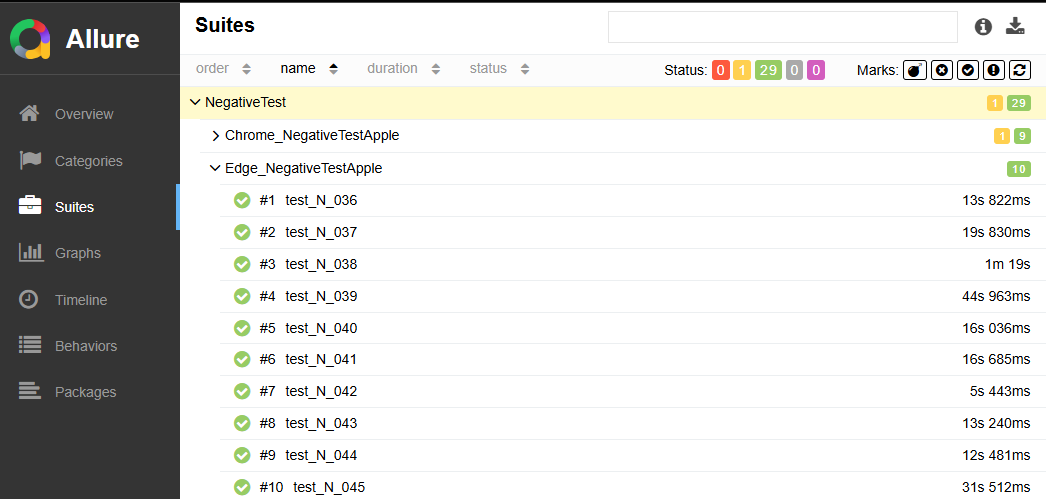 Allure
Overview
Categories
Suites
Graphs
Timeline
Behaviors
Packages
Suites
order name duration status Status: 0 1 29 0 0 Marks:
NegativeTest 1 29
Chrome_NegativeTestApple 1 9
Edge_NegativeTestApple 10
#1 test_N_036 13s 822ms
#2 test_N_037 19s 830ms
#3 test_N_038 1m 19s
#4 test_N_039 44s 963ms
#5 test_N_040 16s 036ms
#6 test_N_041 16s 685ms
#7 test_N_042 5s 443ms
#8 test_N_043 13s 240ms
#9 test_N_044 12s 481ms
#10 test_N_045 31s 512ms